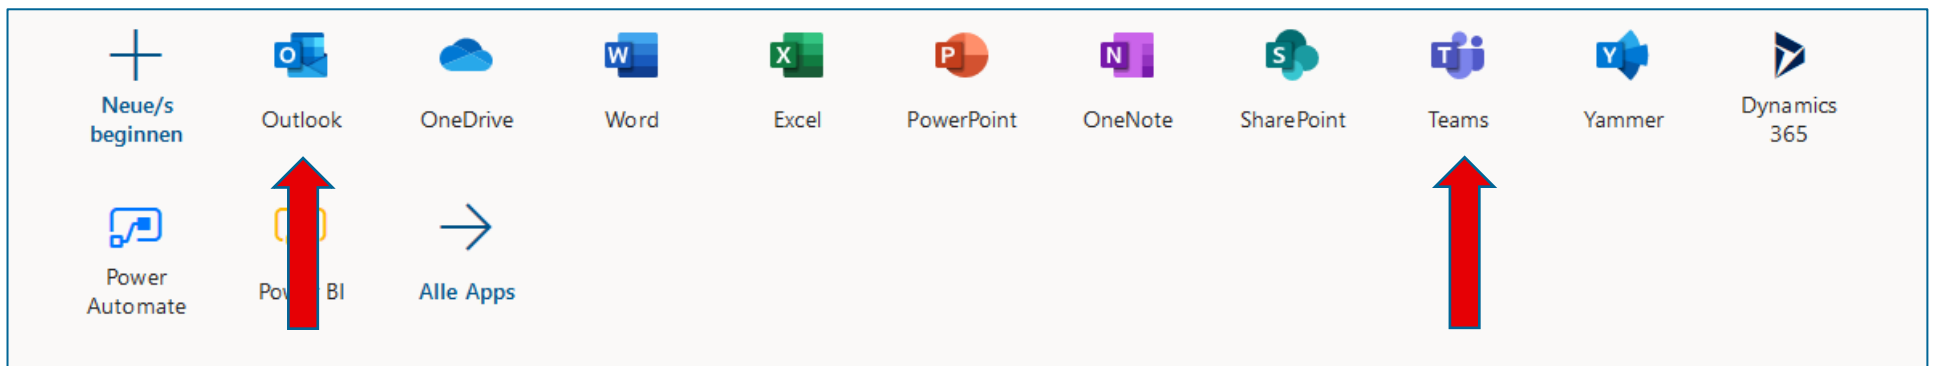 Neue/s
beginnen
Outlook
OneDrive
Word
Excel
PowerPoint
OneNote
SharePoint
Teams
Yammer
Dynamics
365
Power
Automate
BI
Alle Apps